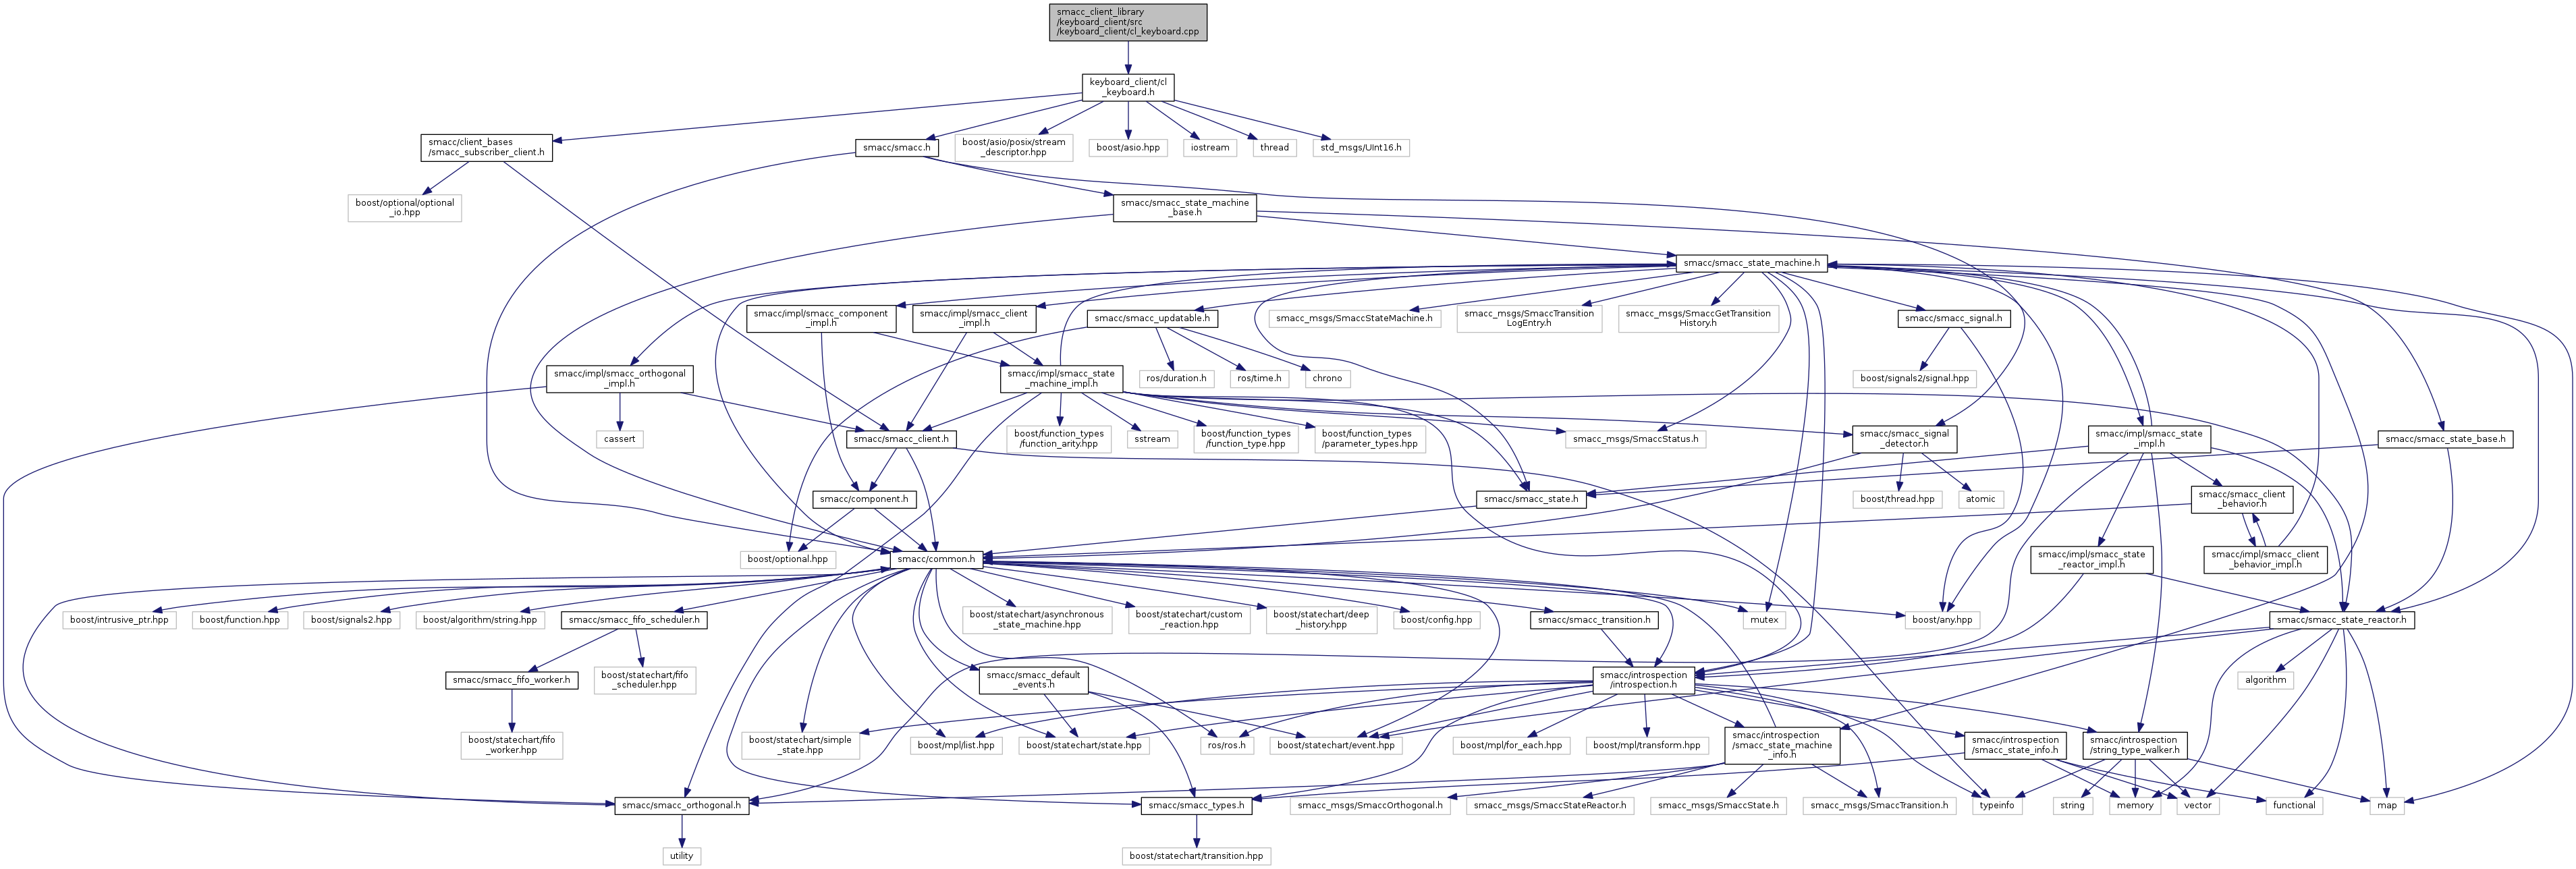 smacc_client_library
/keyboard_client/src
/keyboard_client/cl_keyboard.cpp
keyboard_client/cl
_keyboard.h
smacc/client_bases
/smacc_subscriber_client.h
smacc/smacc.h
boost/asio/posix/stream
_descriptor.hpp
boost/asio.hpp
iostream
thread
std_msgs/UInt16.h
boost/optional/optional
_io.hpp
smacc/smacc_state_machine
_base.h
smacc/smacc_state_machine.h
smacc/impl/smacc_component
_impl.h
smacc/impl/smacc_client
_impl.h
smacc/smacc_updatable.h
smacc_msgs/SmaccStateMachine.h
smacc_msgs/SmaccTransition
LogEntry.h
smacc_msgs/SmaccGetTransition
History.h
smacc/smacc_signal.h
smacc/impl/smacc_orthogonal
_impl.h
smacc/impl/smacc_state
_machine_impl.h
ros/duration.h
ros/time.h
chrono
boost/signals2/signal.hpp
cassert
smacc/smacc_client.h
boost/function_types
/function_arity.hpp
sstream
boost/function_types
/function_type.hpp
boost/function_types
/parameter_types.hpp
smacc_msgs/SmaccStatus.h
smacc/smacc_signal
_detector.h
smacc/impl/smacc_state
_impl.h
smacc/smacc_state_base.h
smacc/component.h
smacc/smacc_state.h
boost/thread.hpp
atomic
smacc/smacc_client
_behavior.h
boost/optional.hpp
smacc/common.h
smacc/impl/smacc_state
_reactor_impl.h
smacc/impl/smacc_client
_behavior_impl.h
boost/intrusive_ptr.hpp
boost/function.hpp
boost/signals2.hpp
boost/algorithm/string.hpp
smacc/smacc_fifo_scheduler.h
boost/statechart/asynchronous
_state_machine.hpp
boost/statechart/custom
_reaction.hpp
boost/statechart/deep
_history.hpp
boost/config.hpp
smacc/smacc_transition.h
mutex
boost/any.hpp
smacc/smacc_state_reactor.h
smacc/smacc_fifo_worker.h
boost/statechart/fifo
_scheduler.hpp
smacc/smacc_default
_events.h
smacc/introspection
/introspection.h
algorithm
boost/statechart/fifo
_worker.hpp
boost/statechart/simple
_state.hpp
boost/mpl/list.hpp
boost/statechart/state.hpp
ros/ros.h
boost/statechart/event.hpp
boost/mpl/for_each.hpp
boost/mpl/transform.hpp
smacc/introspection
/smacc_state_machine
_info.h
smacc/introspection
/smacc_state_info.h
smacc/introspection
/string_type_walker.h
smacc/smacc_orthogonal.h
smacc/smacc_types.h
smacc_msgs/SmaccOrthogonal.h
smacc_msgs/SmaccStateReactor.h
smacc_msgs/SmaccState.h
smacc_msgs/SmaccTransition.h
typeinfo
string
memory
vector
functional
map
utility
boost/statechart/transition.hpp